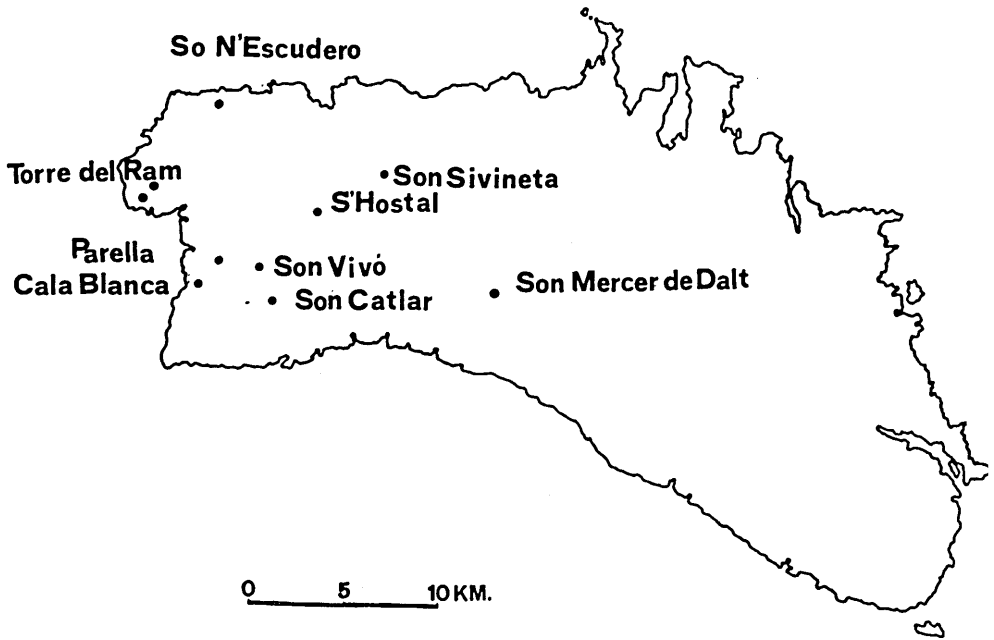 So N'Escudero
Torre del Ram
Son Sivineta
S'Hostal
Parella
Son Vivó
Cala Blanca
Son Mercer de Dalt
Son Catlar
0 5 10 KM.